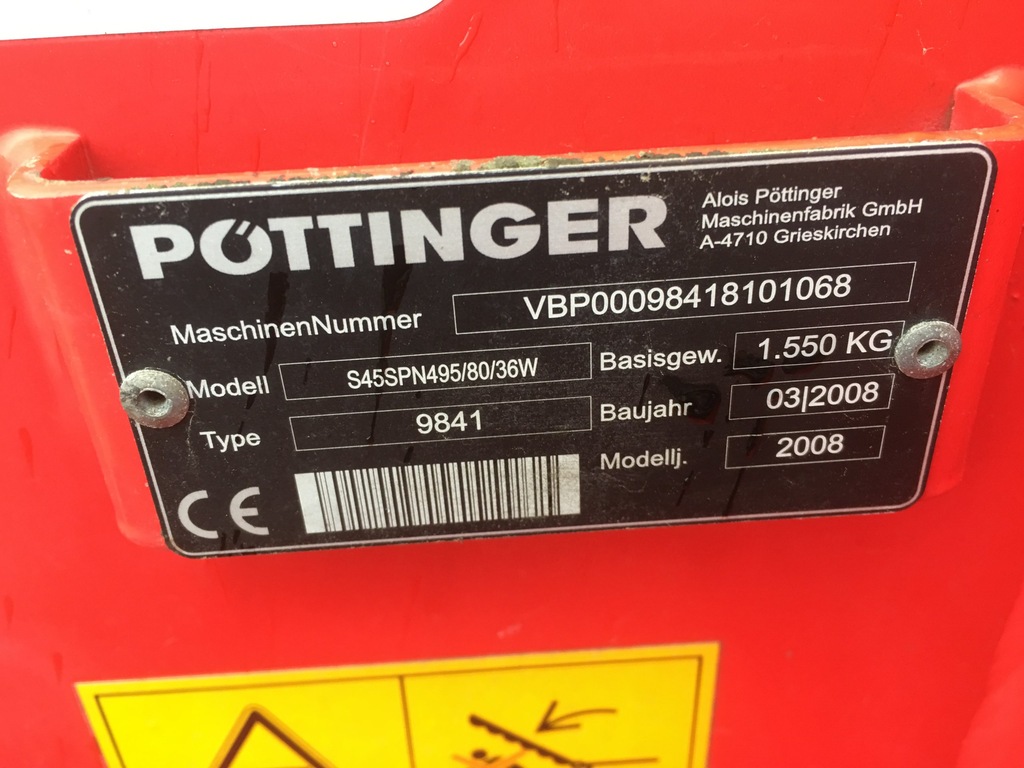 PÖTTINGER
Alois Pöttinger
Maschinenfabrik GmbH
A-4710 Grieskirchen
MaschinenNummer VBP00098418101068
Modell S45SPN495/80/36W Basisgew. 1.550 KG
Type 9841 Baujahr 03|2008
Modellj. 2008
CE